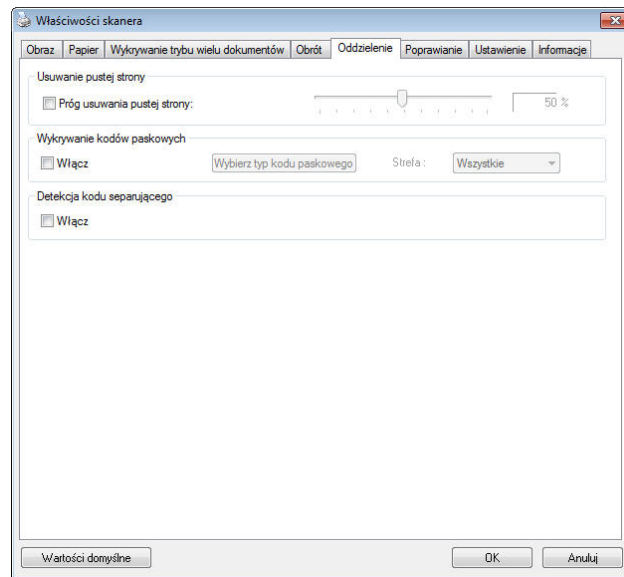 Właściwości skanera
Obraz Papier Wykrywanie trybu wielu dokumentów Obrót Oddzielenie Poprawianie Ustawienie Informacje
Usuwanie pustej strony
Próg usuwania pustej strony: 50 %
Wykrywanie kodów paskowych
Włącz Wybierz typ kodu paskowego Strefa : Wszystkie
Detekcja kodu separującego
Włącz
Wartości domyślne OK Anuluj